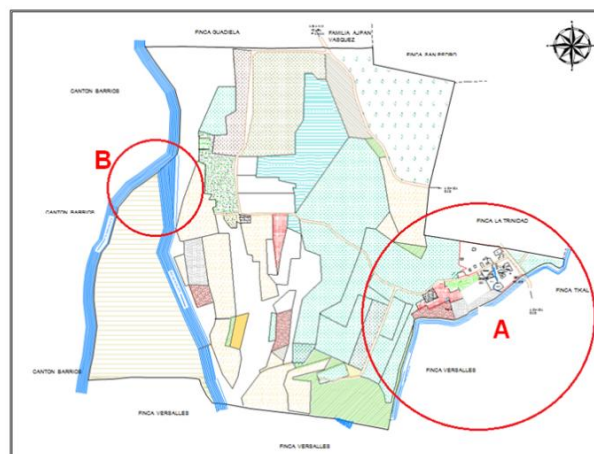 FINCA GUADIELA
FAMILIA AJPAN
VASQUEZ
FINCA SAN PEDRO
CANTON BARRIOS
B
CANTON BARRIOS
FINCA LA TRINIDAD
FINCA TIKAL
A
CANTON BARRIOS
FINCA VERSALLES
FINCA VERSALLES
FINCA VERSALLES